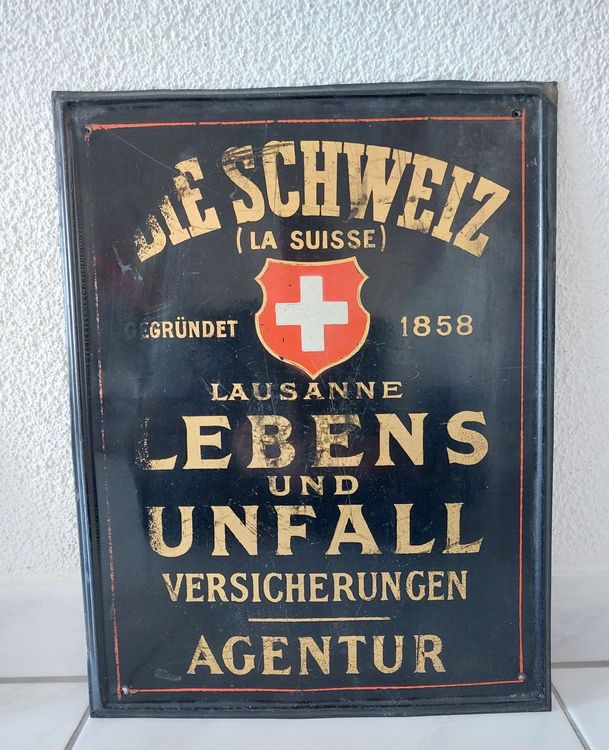 DIE SCHWEIZ
(LA SUISSE)
GEGRÜNDET 1858
LAUSANNE
LEBENS
UND
UNFALL
VERSICHERUNGEN
AGENTUR